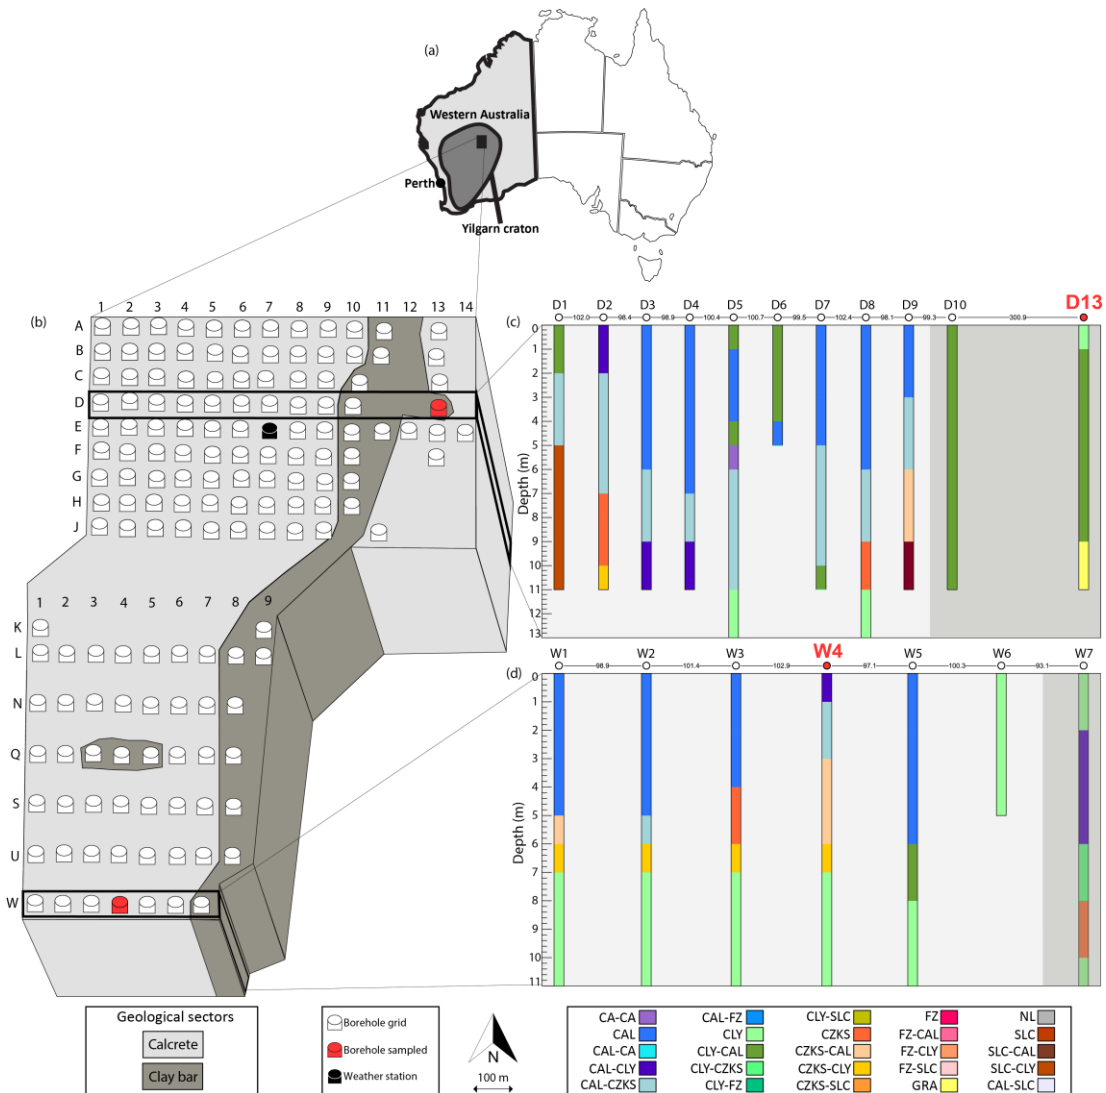 (a)
Western Australia
Perth
Yilgarn craton
(b)
1 2 3 4 5 6 7 8 9 10 11 12 13 14
A
B
C
D
E
F
G
H
J
1 2 3 4 5 6 7 8 9
K
L
N
Q
S
U
W
(c)
D1 D2 D3 D4 D5 D6 D7 D8 D9 D10 D13
102.0 98.4 98.9 100.4 100.7 99.5 102.4 98.1 99.3 300.9
Depth (m)
0
1
2
3
4
5
6
7
8
9
10
11
12
13
(d)
W1 W2 W3 W4 W5 W6 W7
98.9 101.4 102.9 97.1 100.3 93.1
Depth (m)
0
1
2
3
4
5
6
7
8
9
10
11
Geological sectors
Calcrete
Clay bar
Borehole grid
Borehole sampled
Weather station
N
100 m
CA-CA CAL-FZ CLY-SLC FZ NL
CAL CLY CZKS FZ-CAL SLC
CAL-CA CLY-CAL CZKS-CAL FZ-CLY SLC-CAL
CAL-CLY CLY-CZKS CZKS-CLY FZ-SLC SLC-CLY
CAL-CZKS CLY-FZ CZKS-SLC GRA CAL-SLC